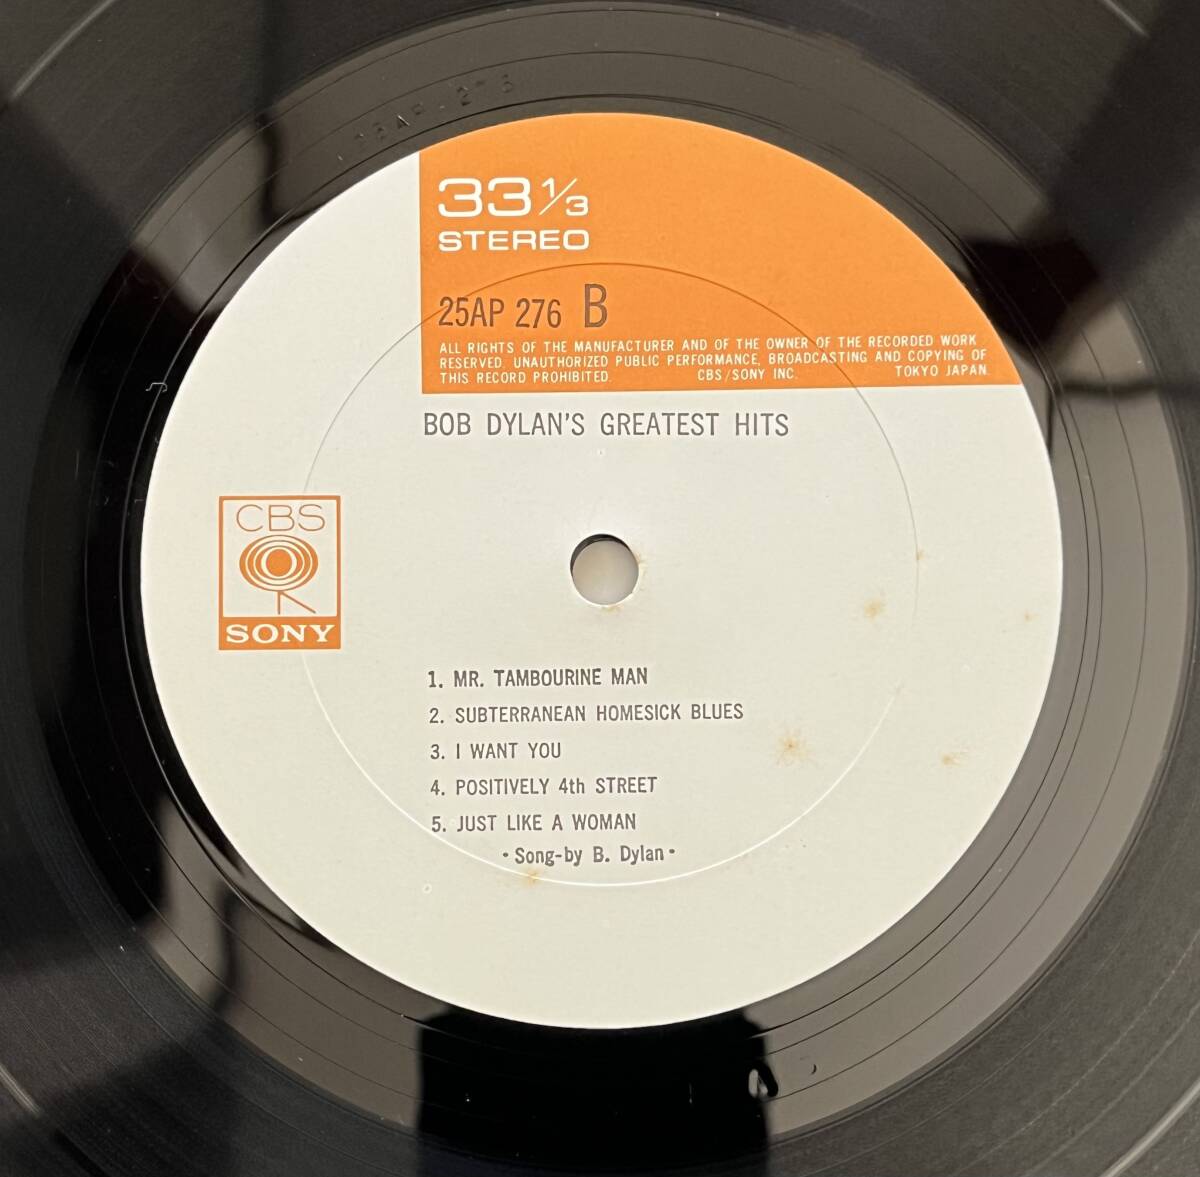 33 1/3
STEREO
25AP 276 B
ALL RIGHTS OF THE MANUFACTURER AND OF THE OWNER OF THE RECORDED WORK
RESERVED. UNAUTHORIZED PUBLIC PERFORMANCE, BROADCASTING AND COPYING OF
THIS RECORD PROHIBITED. CBS/SONY INC. TOKYO JAPAN.
BOB DYLAN'S GREATEST HITS
CBS
SONY
1. MR. TAMBOURINE MAN
2. SUBTERRANEAN HOMESICK BLUES
3. I WANT YOU
4. POSITIVELY 4th STREET
5. JUST LIKE A WOMAN
•Song-by B. Dylan•